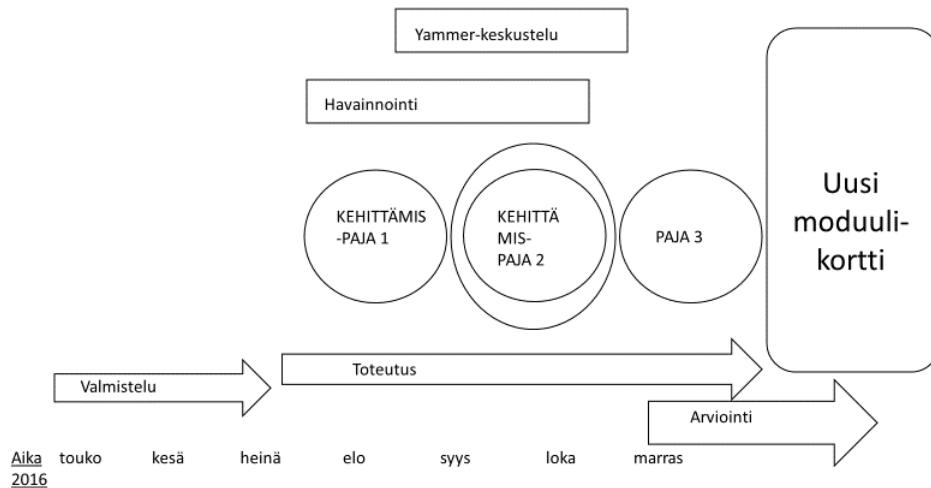 Yammer-keskustelu
Havainnointi
KEHITTÄMIS
-PAJA 1
KEHITTÄ
MIS-
PAJA 2
PAJA 3
Uusi
moduuli-
kortti
Valmistelu
Toteutus
Arviointi
Aika touko kesä heinä elo syys loka marras
2016